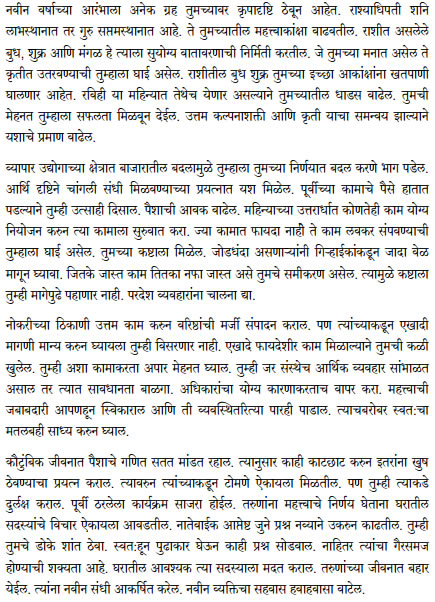 नवीन वर्षाच्या आरंभाला अनेक ग्रह तुमच्यावर कृपादृष्टि ठेवून आहेत. राश्याधिपति शनि
लाभस्थानात तर गुरु सप्तमस्थानात आहे. ते तुमच्यातील महत्त्वाकांक्षा वाढवतील. राशीत असलेले
बुध, शुक्र आणि मंगळ हे त्याला सुयोग्य वातावरणाची निर्मिती करतील. जे तुमच्या मनात असेल ते
कृतीत उतरवण्याची तुम्हाला घाई असेल. राशीतील बुध शुक्र तुमच्या इच्छा आकांक्षांना खतपाणी
घालणार आहेत. रविही या महिन्यात तेथेच येणार असल्याने तुमच्यातील धाडस वाढेल. तुमची
मेहनत तुम्हाला सफलता मिळवून देईल. उत्तम कल्पनाशक्ती आणि कृती याचा समन्वय झाल्याने
यशाचे प्रमाण वाढेल.
व्यापार उद्योगाच्या क्षेत्रात बाजारातील बदलामुळे तुम्हाला तुमच्या निर्णयात बदल करणे भाग पडेल.
आर्थि दृष्टिने चांगली संधी मिळवण्याच्या प्रयत्नात यश मिळेल. पूर्वीच्या कामाचे पैसे हातात
पडल्याने तुम्ही उत्साही दिसाल. पैशाची आवक वाढेल. महिन्याच्या उत्तरार्धात कोणतेही काम योग्य
नियोजन करुन त्या कामाला सुरुवात करा. ज्या कामात फायदा नाही ते काम लवकर संपवण्याची
तुम्हाला घाई असेल. तुमच्या कष्टाला मिळेल. जोडधंदा असणाऱ्यांनी गिऱ्हाईकांकडून जादा वेळ
मागून घ्यावा. जितके जास्त काम तितका नफा जास्त असे तुमचे समीकरण असेल. त्यामुळे कष्टाला
तुम्ही मागेपुढे पहाणार नाही. परदेश व्यवहारांना चालना द्या.
नोकरीच्या ठिकाणी उत्तम काम करुन वरिष्ठांची मर्जी संपादन कराल. पण त्यांच्याकडून एखादी
मागणी मान्य करुन घ्यायला तुम्ही विसरणार नाही. एखादे फायदेशीर काम मिळाल्याने तुमची कळी
खुलेल. तुम्ही अशा कामाकरता अपार मेहनत घ्याल. तुम्ही जर संस्थेच आर्थिक व्यवहार सांभाळत
असाल तर त्यात सावधानता बाळगा. अधिकारांचा योग्य कारणाकरताच वापर करा. महत्त्वाची
जबाबदारी आपणहून स्विकाराल आणि ती व्यवस्थितरित्या पारही पाडाल. त्याचबरोबर स्वत:चा
मतलबही साध्य करुन घ्याल.
कौटुंबिक जीवनात पैशाचे गणित सतत मांडत रहाल. त्यानुसार काही काटछाट करुन इतरांना खुष
ठेवण्याचा प्रयत्न कराल. त्यावरुन त्यांच्याकडून टोमणे ऐकायला मिळतील. पण तुम्ही त्याकडे
दुर्लक्ष कराल. पूर्वी ठरलेला कार्यक्रम साजरा होईल. तरुणांना महत्त्वाचे निर्णय घेताना घरातील
सदस्यांचे विचार ऐकायला आवडतील. नातेवाईक आप्तेष्ट जुने प्रश्न नव्याने उकरुन काढतील. तुम्ही
तुमचे डोके शांत ठेवा. स्वत:हून पुढाकार घेऊन काही प्रश्न सोडवाल. नाहितर त्यांचा गैरसमज
होण्याची शक्यता आहे. घरातील आवश्यक त्या सदस्याला मदत कराल. तरुणांच्या जीवनात बहार
येईल. त्यांना नवीन संधी आकर्षित करेल. नवीन व्यक्तिचा सहवास हवाहवासा वाटेल.